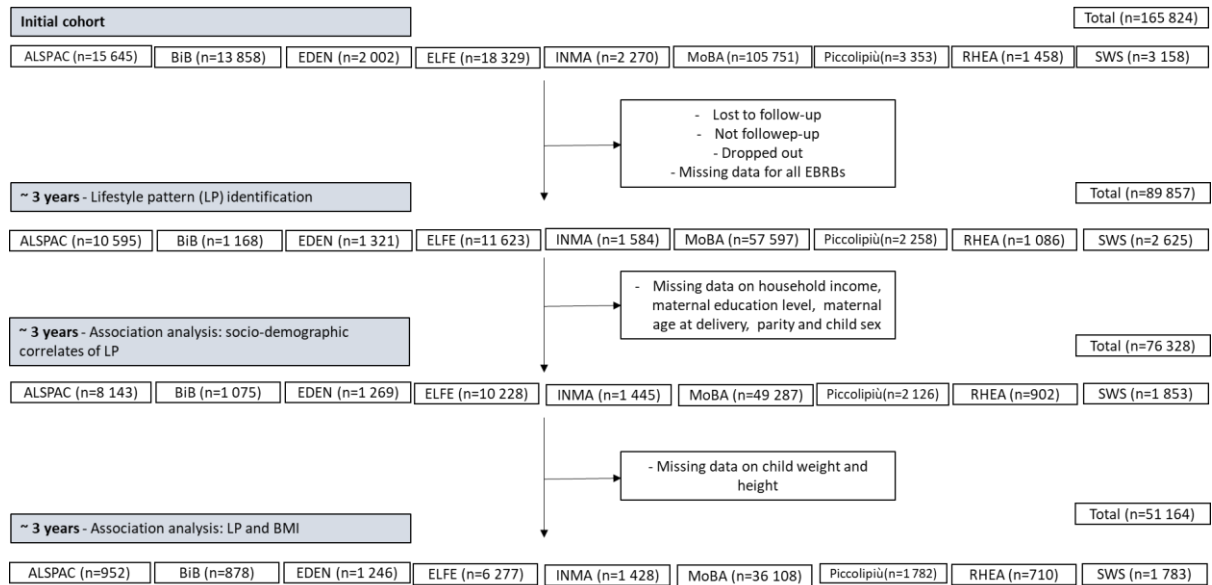 Initial cohort
Total (n=165 824)
ALSPAC (n=15 645) BiB (n=13 858) EDEN (n=2 002) ELFE (n=18 329) INMA (n=2 270) MoBA (n=105 751) Piccolipiù(n=3 353) RHEA (n=1 458) SWS (n=3 158)
- Lost to follow-up
- Not followep-up
- Dropped out
- Missing data for all EBRBs
~ 3 years - Lifestyle pattern (LP) identification
Total (n=89 857)
ALSPAC (n=10 595) BiB (n=1 168) EDEN (n=1 321) ELFE (n=11 623) INMA (n=1 584) MoBA (n=57 597) Piccolipiù(n=2 258) RHEA (n=1 086) SWS (n=2 625)
- Missing data on household income,
maternal education level, maternal
age at delivery, parity and child sex
~ 3 years - Association analysis: socio-demographic
correlates of LP
Total (n=76 328)
ALSPAC (n=8 143) BiB (n=1 075) EDEN (n=1 269) ELFE (n=10 228) INMA (n=1 445) MoBA (n=49 287) Piccolipiù(n=2 126) RHEA (n=902) SWS (n=1 853)
- Missing data on child weight and
height
~ 3 years - Association analysis: LP and BMI
Total (n=51 164)
ALSPAC (n=952) BiB (n=878) EDEN (n=1 246) ELFE (n=6 277) INMA (n=1 428) MoBA (n=36 108) Piccolipiù(n=1 782) RHEA (n=710) SWS (n=1 783)